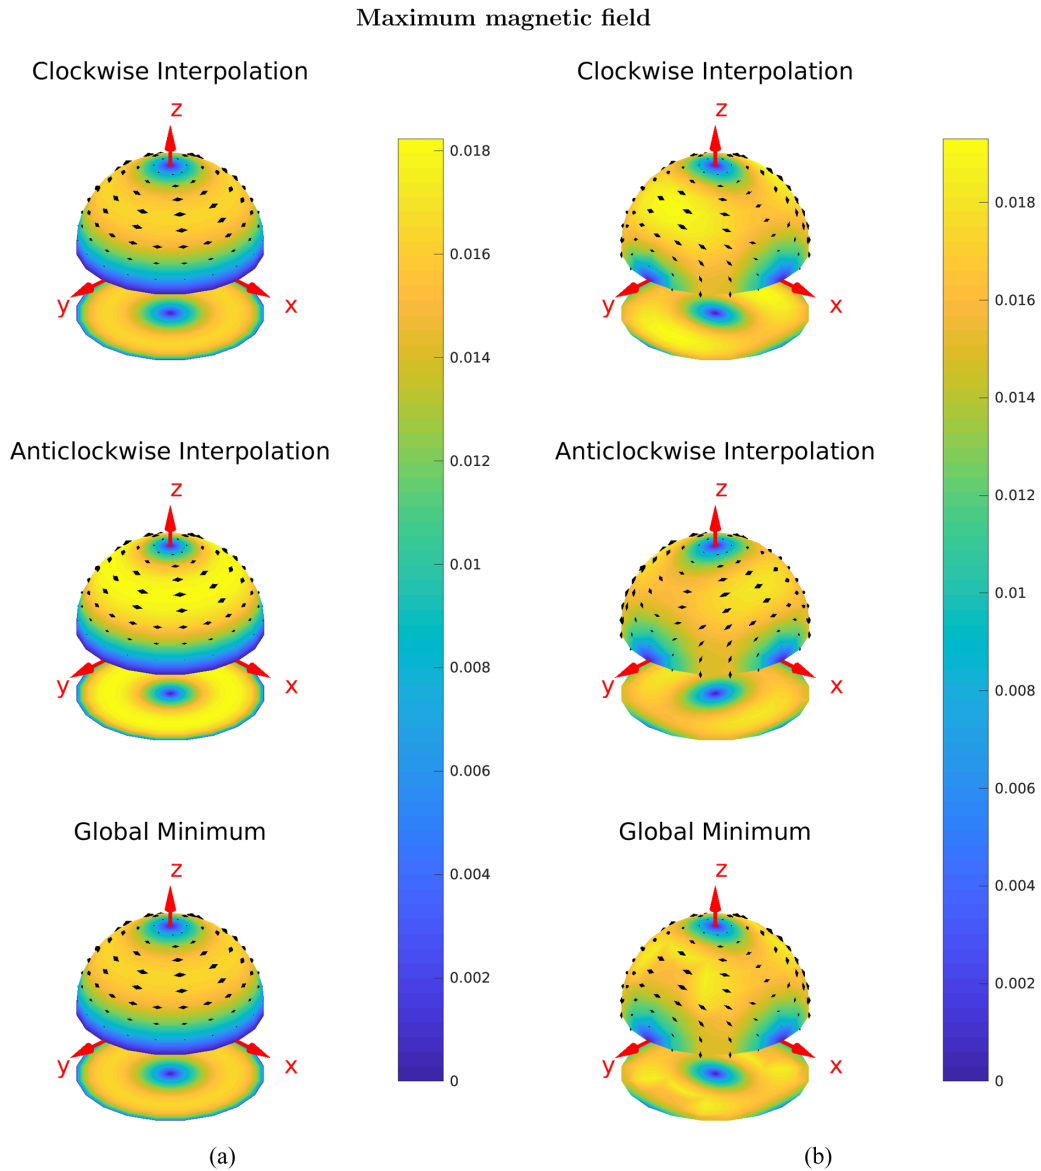 Maximum magnetic field
Clockwise Interpolation
z
y
x
Anticlockwise Interpolation
z
y
x
Global Minimum
z
y
x
0.018
0.016
0.014
0.012
0.01
0.008
0.006
0.004
0.002
0
(a)
Clockwise Interpolation
z
y
x
Anticlockwise Interpolation
z
y
x
Global Minimum
z
y
x
0.018
0.016
0.014
0.012
0.01
0.008
0.006
0.004
0.002
0
(b)